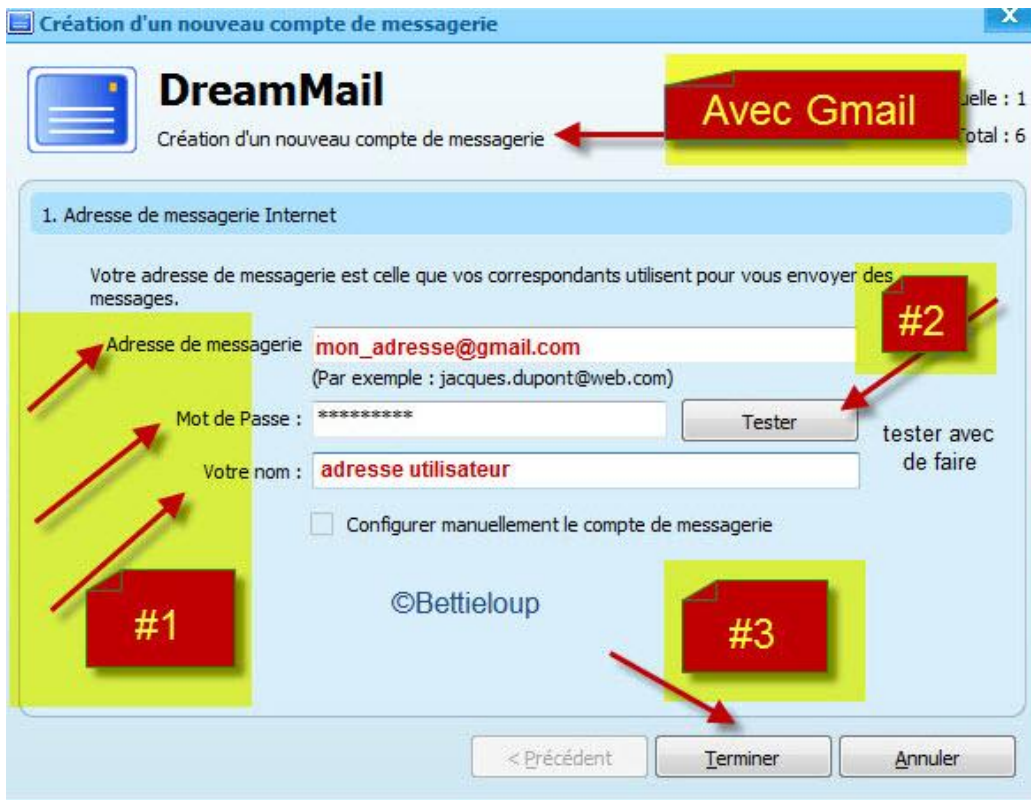 Création d'un nouveau compte de messagerie
X
DreamMail
Création d'un nouveau compte de messagerie
Avec Gmail
uelle : 1
Total : 6
1. Adresse de messagerie Internet
Votre adresse de messagerie est celle que vos correspondants utilisent pour vous envoyer des
messages.
#2
Adresse de messagerie mon_adresse@gmail.com
(Par exemple : jacques.dupont@web.com)
Mot de Passe : ********* Tester
tester avec
de faire
Votre nom : adresse utilisateur
Configurer manuellement le compte de messagerie
©Bettieloup
#1
#3
< Précédent Terminer Annuler